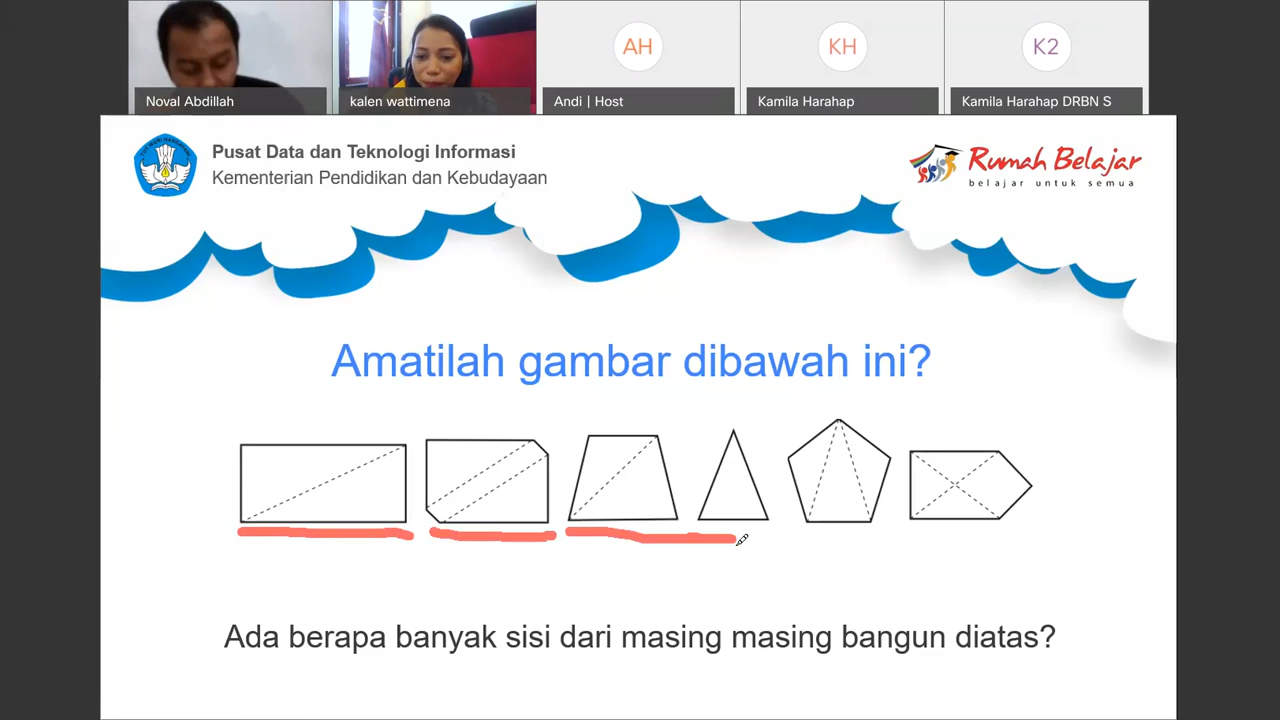 Noval Abdillah
kalen wattimena
AH
Andi | Host
KH
Kamila Harahap
K2
Kamila Harahap DRBN S
Pusat Data dan Teknologi Informasi
Kementerian Pendidikan dan Kebudayaan
Rumah Belajar
belajar untuk semua
Amatilah gambar dibawah ini?
Ada berapa banyak sisi dari masing masing bangun diatas?